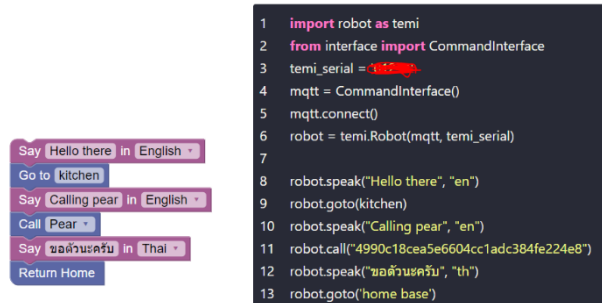 Say Hello there in English
Go to kitchen
Say Calling pear in English
Call Pear
Say ขอตัวนะครับ in Thai
Return Home
1 import robot as temi
2 from interface import CommandInterface
3 temi_serial =
4 mqtt = CommandInterface()
5 mqtt.connect()
6 robot = temi.Robot(mqtt, temi_serial)
7
8 robot.speak("Hello there", "en")
9 robot.goto(kitchen)
10 robot.speak("Calling pear", "en")
11 robot.call("4990c18cea5e6604cc1adc384fe224e8")
12 robot.speak("ขอตัวนะครับ", "th")
13 robot.goto('home base')